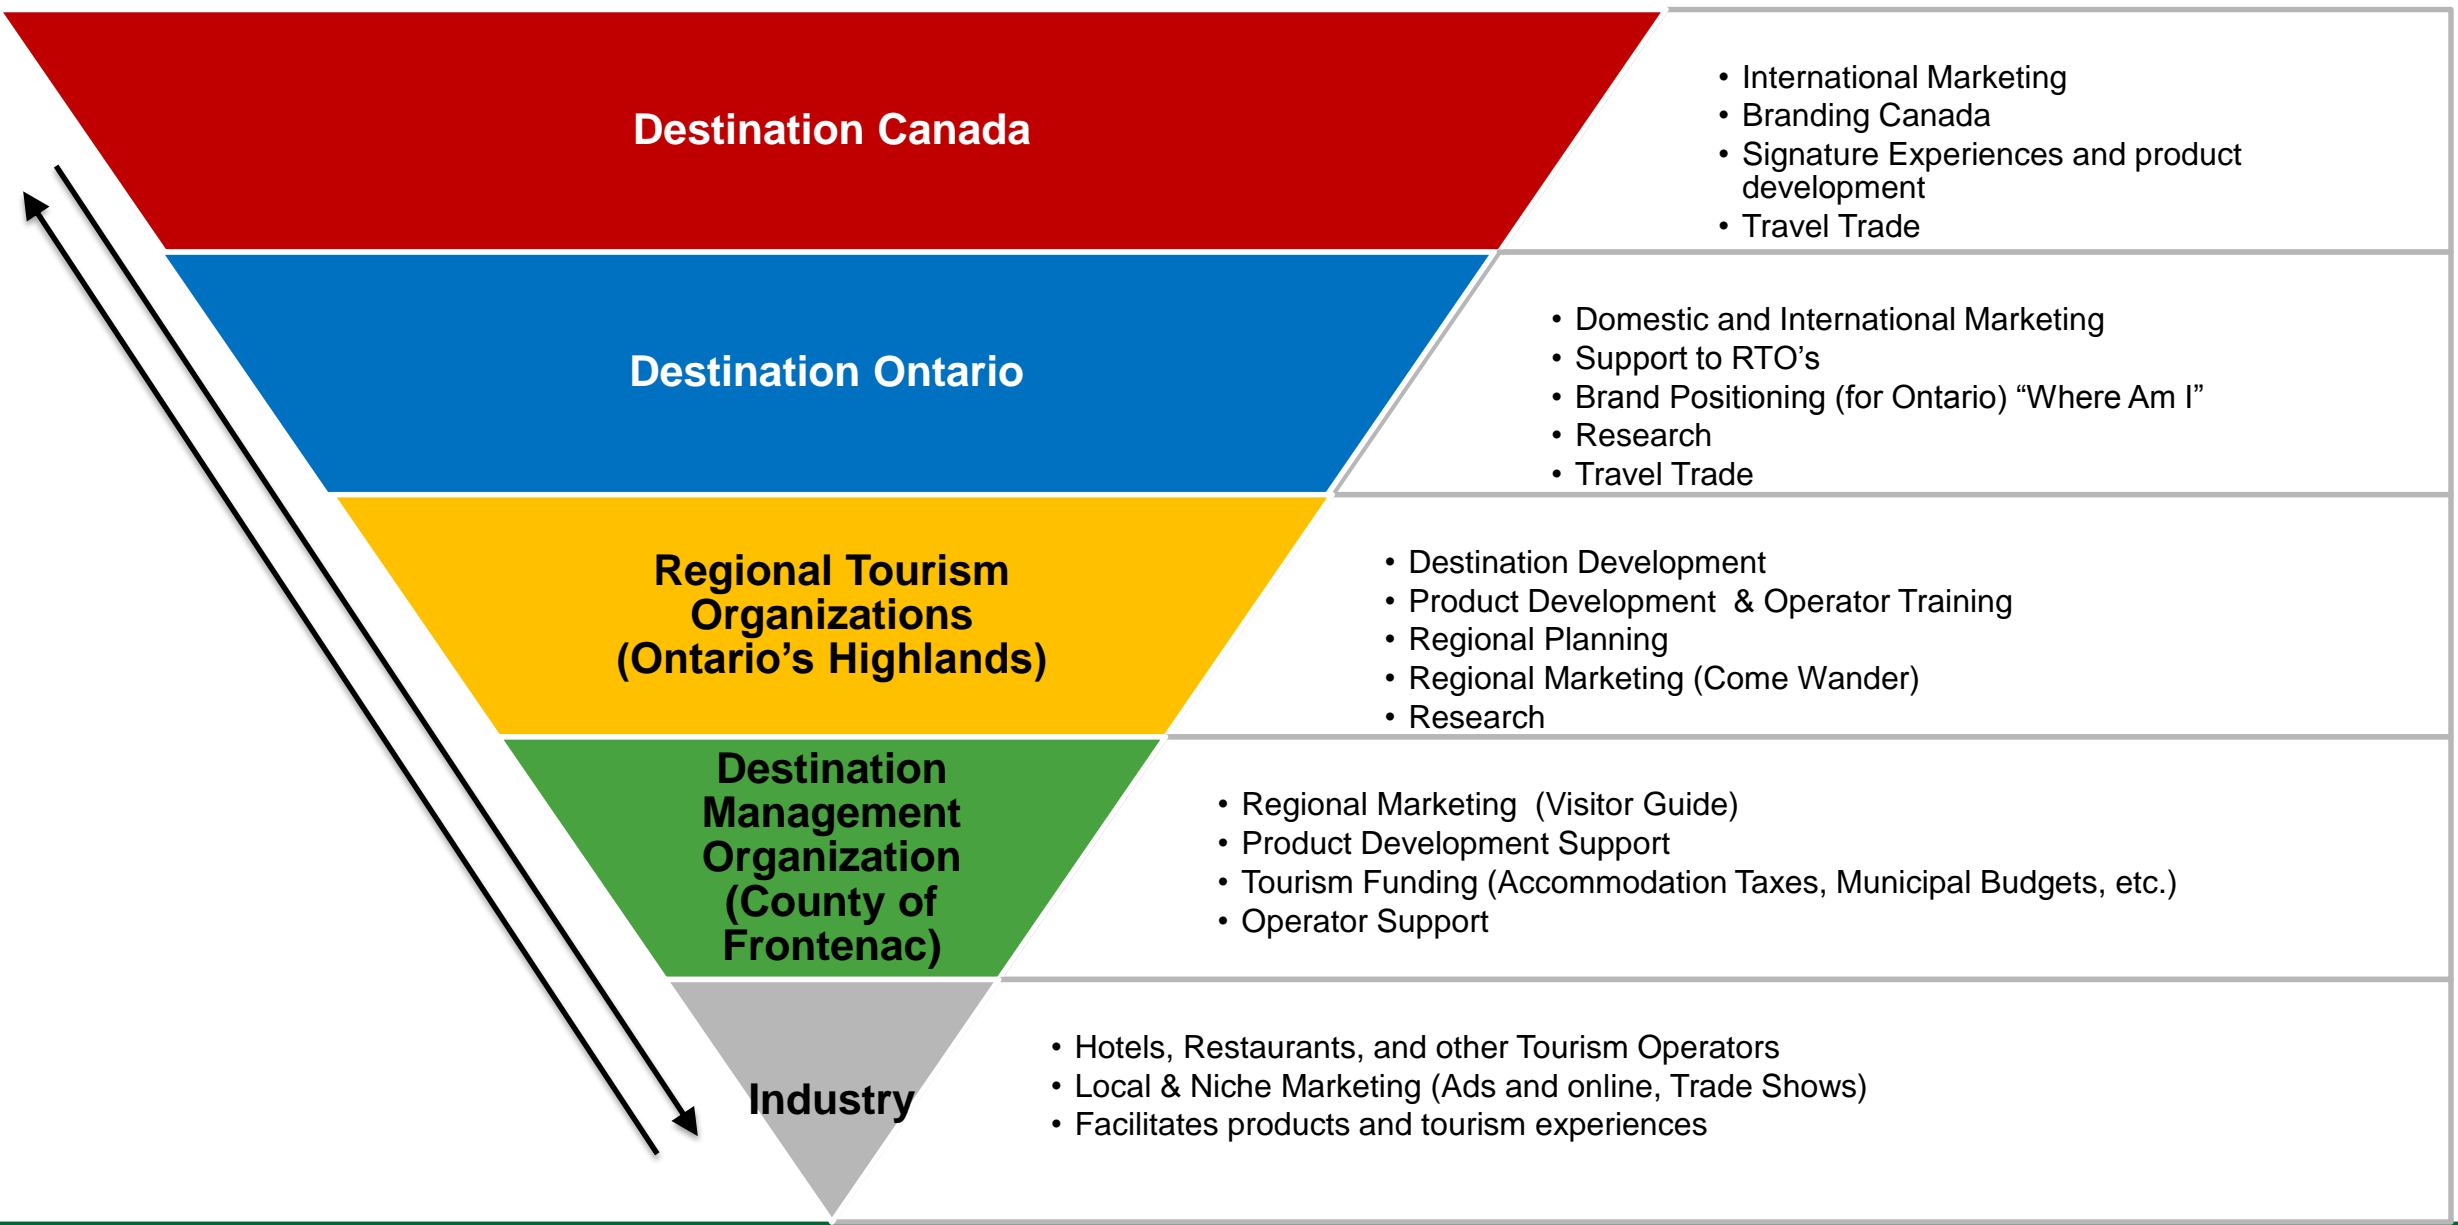 Destination Canada
• International Marketing
• Branding Canada
• Signature Experiences and product
development
• Travel Trade
Destination Ontario
• Domestic and International Marketing
• Support to RTO’s
• Brand Positioning (for Ontario) “Where Am I”
• Research
• Travel Trade
Regional Tourism
Organizations
(Ontario’s Highlands)
• Destination Development
• Product Development  & Operator Training
• Regional Planning
• Regional Marketing (Come Wander)
• Research
Destination
Management
Organization
(County of
Frontenac)
• Regional Marketing  (Visitor Guide)
• Product Development Support
• Tourism Funding (Accommodation Taxes, Municipal Budgets, etc.)
• Operator Support
Industry
• Hotels, Restaurants, and other Tourism Operators
• Local & Niche Marketing (Ads and online, Trade Shows)
• Facilitates products and tourism experiences